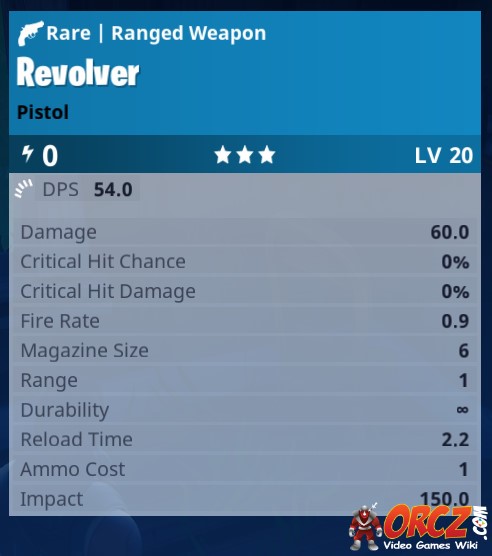 Rare | Ranged Weapon
Revolver
Pistol
0 ★★★ LV 20
DPS 54.0
Damage 60.0
Critical Hit Chance 0%
Critical Hit Damage 0%
Fire Rate 0.9
Magazine Size 6
Range 1
Durability ∞
Reload Time 2.2
Ammo Cost 1
Impact 150.0
ORCZ.COM
Video Games Wiki